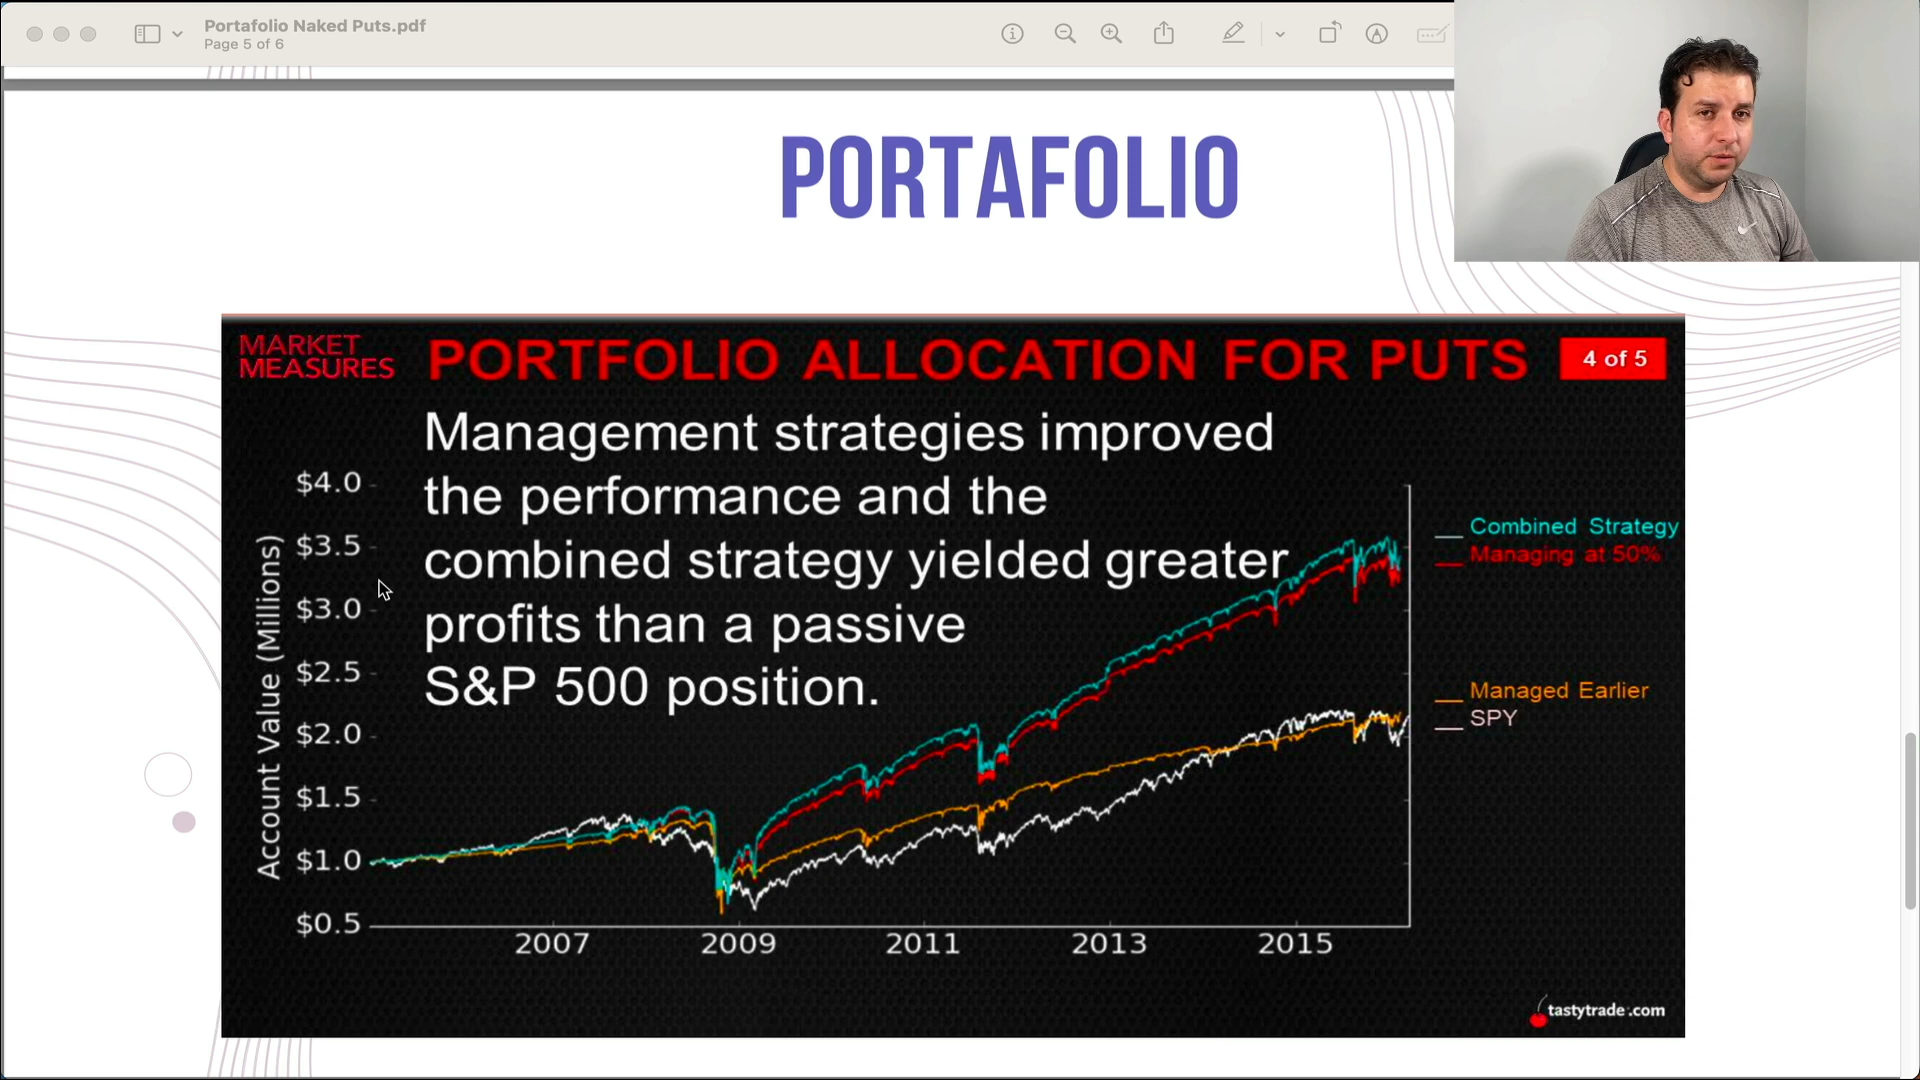 Portafolio Naked Puts.pdf
Page 5 of 6
PORTAFOLIO
MARKET
MEASURES
PORTFOLIO ALLOCATION FOR PUTS
4 of 5
Management strategies improved
the performance and the
combined strategy yielded greater
profits than a passive
S&P 500 position.
Account Value (Millions)
$4.0
$3.5
$3.0
$2.5
$2.0
$1.5
$1.0
$0.5
2007 2009 2011 2013 2015
Combined Strategy
Managing at 50%
Managed Earlier
SPY
tastytrade.com